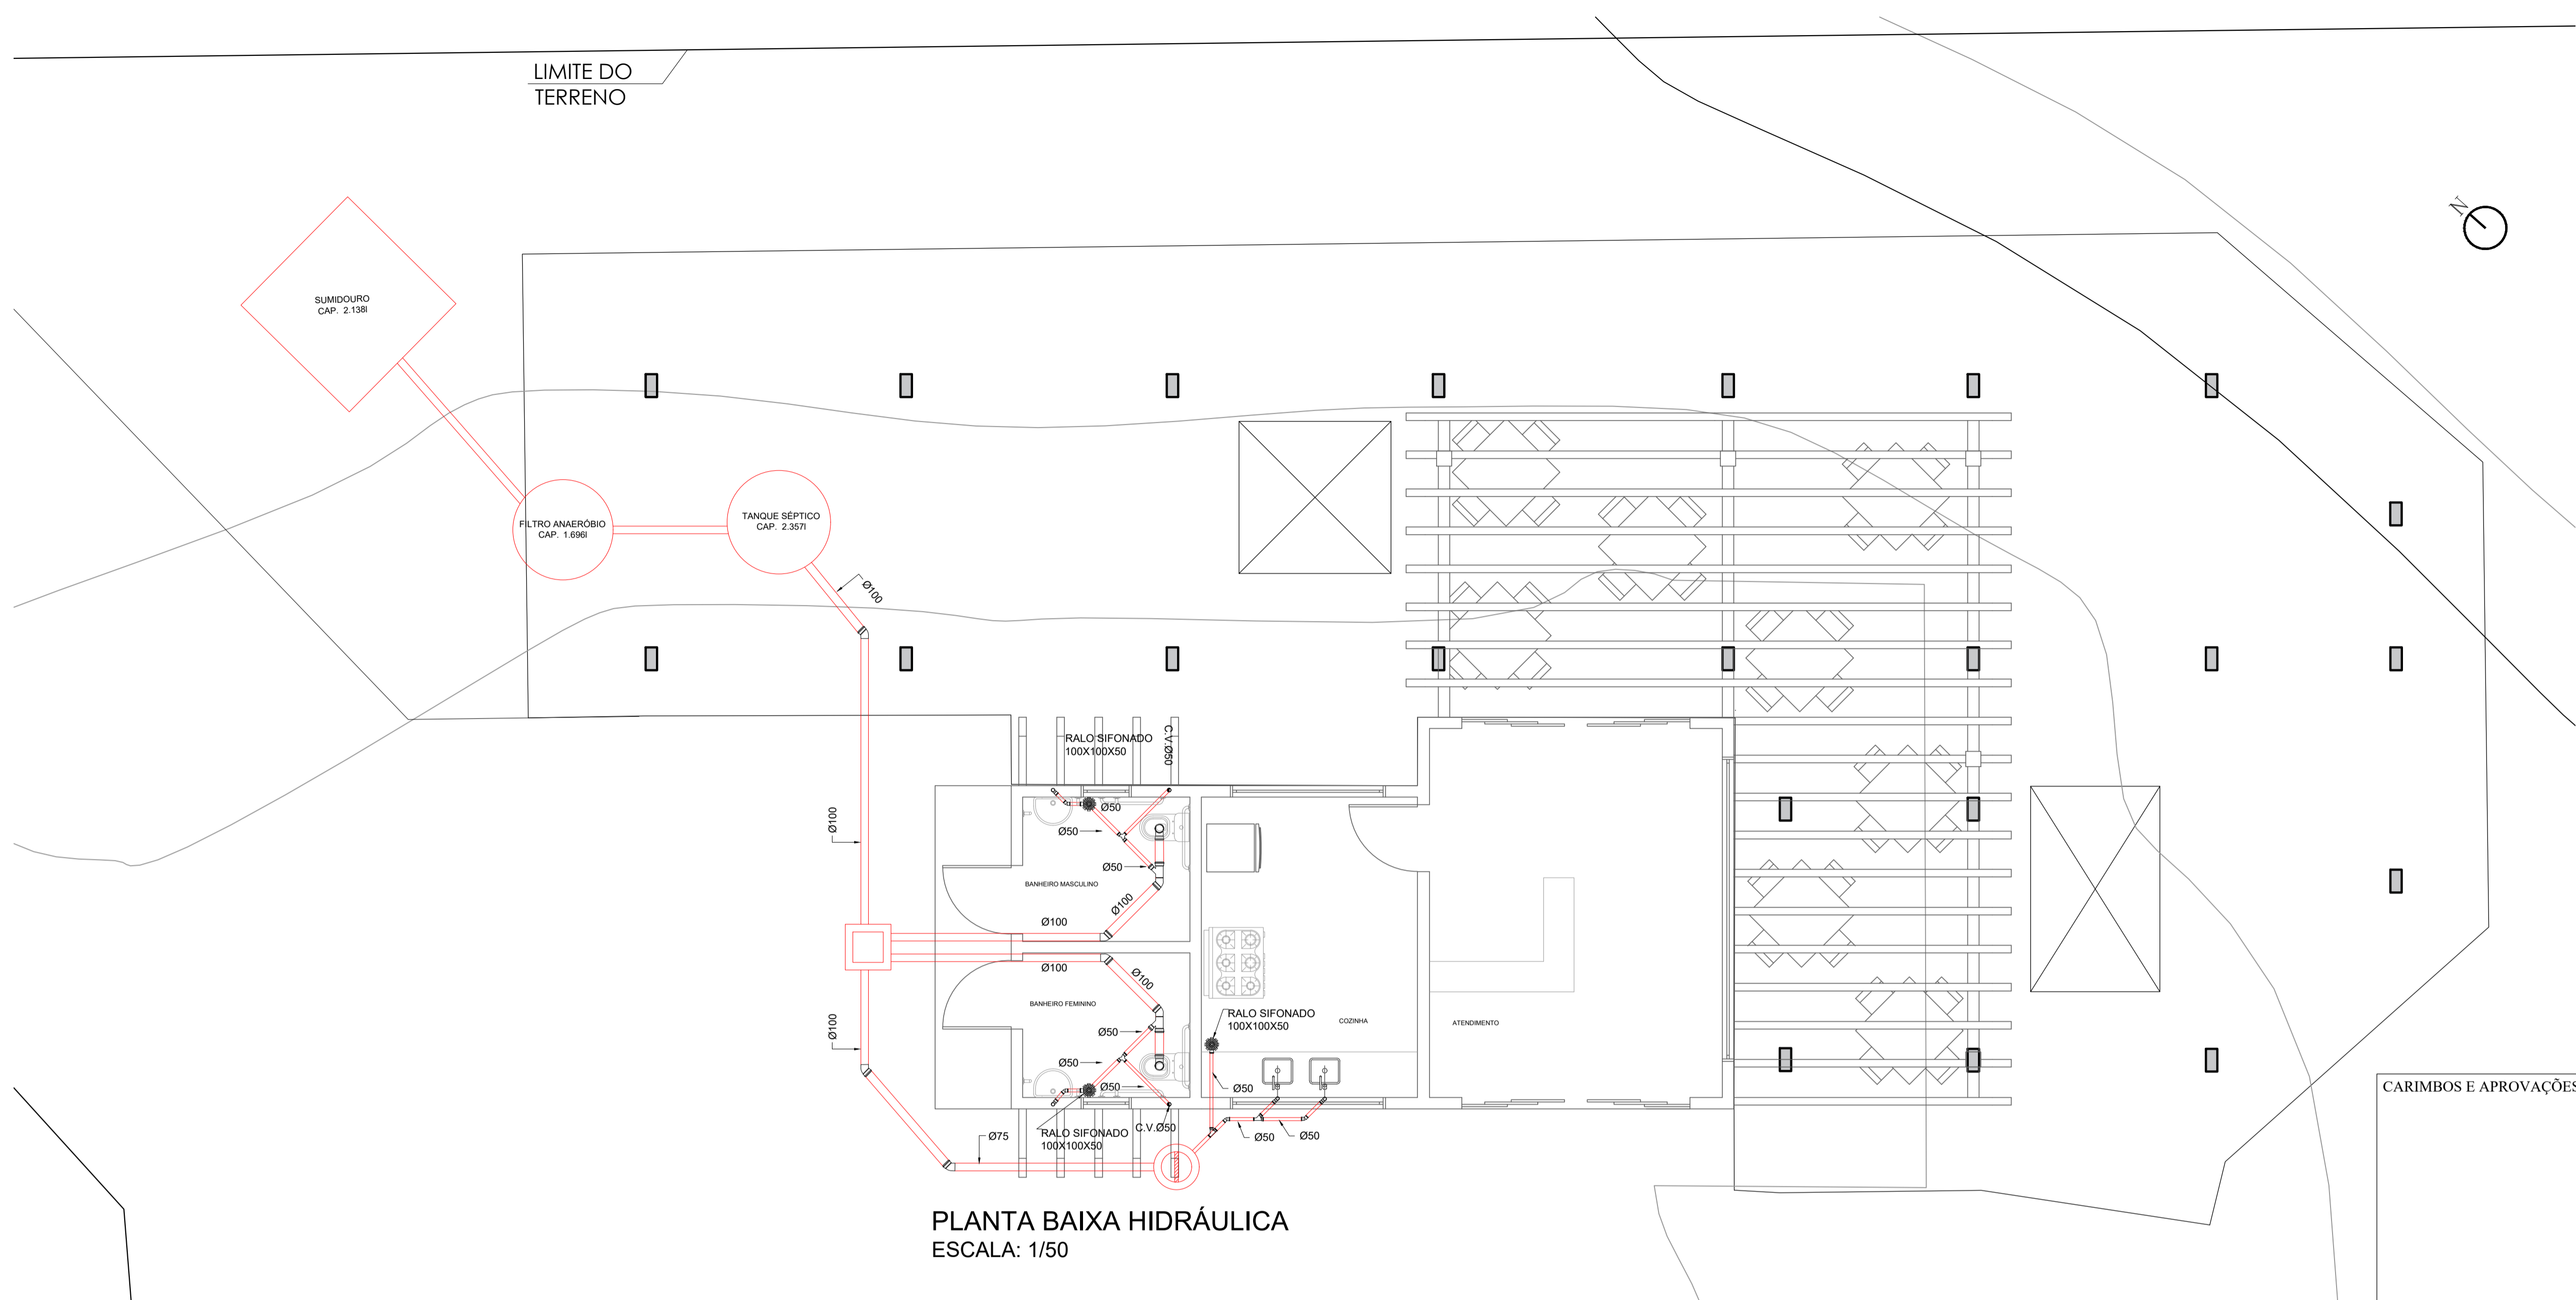 LIMITE DO
TERRENO
N
SUMIDOURO
CAP. 2.138l
FILTRO ANAERÓBIO
CAP. 1.696l
TANQUE SÉPTICO
CAP. 2.357l
Ø100
RALO SIFONADO
100X100X50
C.V.Ø50
Ø50
Ø50
Ø50
Ø100
BANHEIRO MASCULINO
Ø100
Ø100
Ø100
Ø100
BANHEIRO FEMININO
Ø50
Ø50
Ø50
Ø100
RALO SIFONADO
100X100X50
COZINHA
ATENDIMENTO
Ø50
C.V.Ø50
RALO SIFONADO
100X100X50
Ø75
Ø50
Ø50
CARIMBOS E APROVAÇÕES
PLANTA BAIXA HIDRÁULICA
ESCALA: 1/50